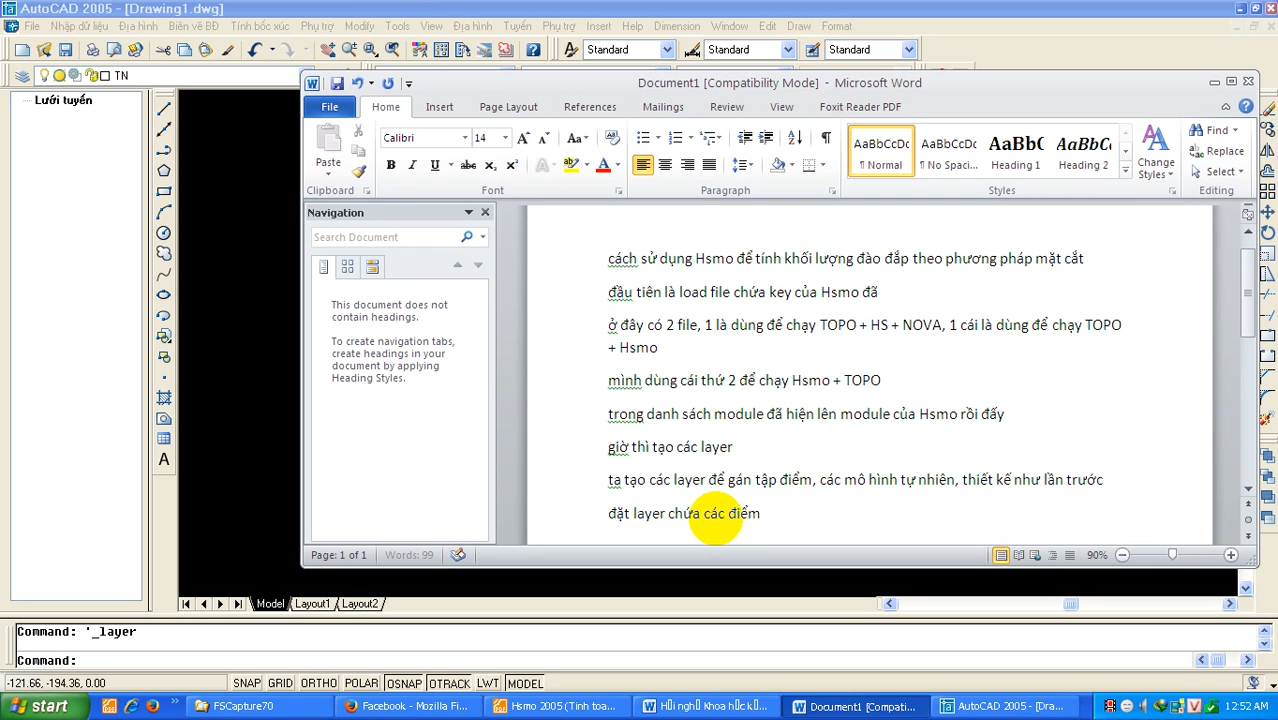 AutoCAD 2005 - [Drawing1.dwg]
File Nhập dữ liệu Địa hình Biên vẽ BĐ Tính bốc xúc Phụ trợ Modify Tools View Địa hình Tuyến Phụ trợ Insert Help Dimension Window Edit Draw
Standard Standard Standard
TN
Lưới tuyến
Document1 [Compatibility Mode] - Microsoft Word
File Home Insert Page Layout References Mailings Review View Foxit Reader PDF
Paste
Calibri 14
AaBbCcDc AaBbCcDc AaBbC AaBbCc
¶ Normal ¶ No Spaci... Heading 1 Heading 2
Change Styles
Find
Replace
Select
Clipboard Font Paragraph Styles Editing
Navigation
Search Document
This document does not
contain headings.
To create navigation tabs,
create headings in your
document by applying
Heading Styles.
cách sử dụng Hsmo để tính khối lượng đào đắp theo phương pháp mặt cắt
đầu tiên là load file chứa key của Hsmo đã
ở đây có 2 file, 1 là dùng để chạy TOPO + HS + NOVA, 1 cái là dùng để chạy TOPO
+ Hsmo
mình dùng cái thứ 2 để chạy Hsmo + TOPO
trong danh sách module đã hiện lên module của Hsmo rồi đấy
giờ thì tạo các layer
ta tạo các layer để gán tập điểm, các mô hình tự nhiên, thiết kế như lần trước
đặt layer chứa các điểm
Page: 1 of 1 Words: 99 90%
Model Layout1 Layout2
Command: '_layer
Command:
-121.66, -194.36, 0.00 SNAP GRID ORTHO POLAR OSNAP OTRACK LWT MODEL
start FSCapture70 Facebook - Mozilla Fi... Hsmo 2005 (Tinh toa... Document1 [Compati... AutoCAD 2005 - [Dra... 12:52 AM